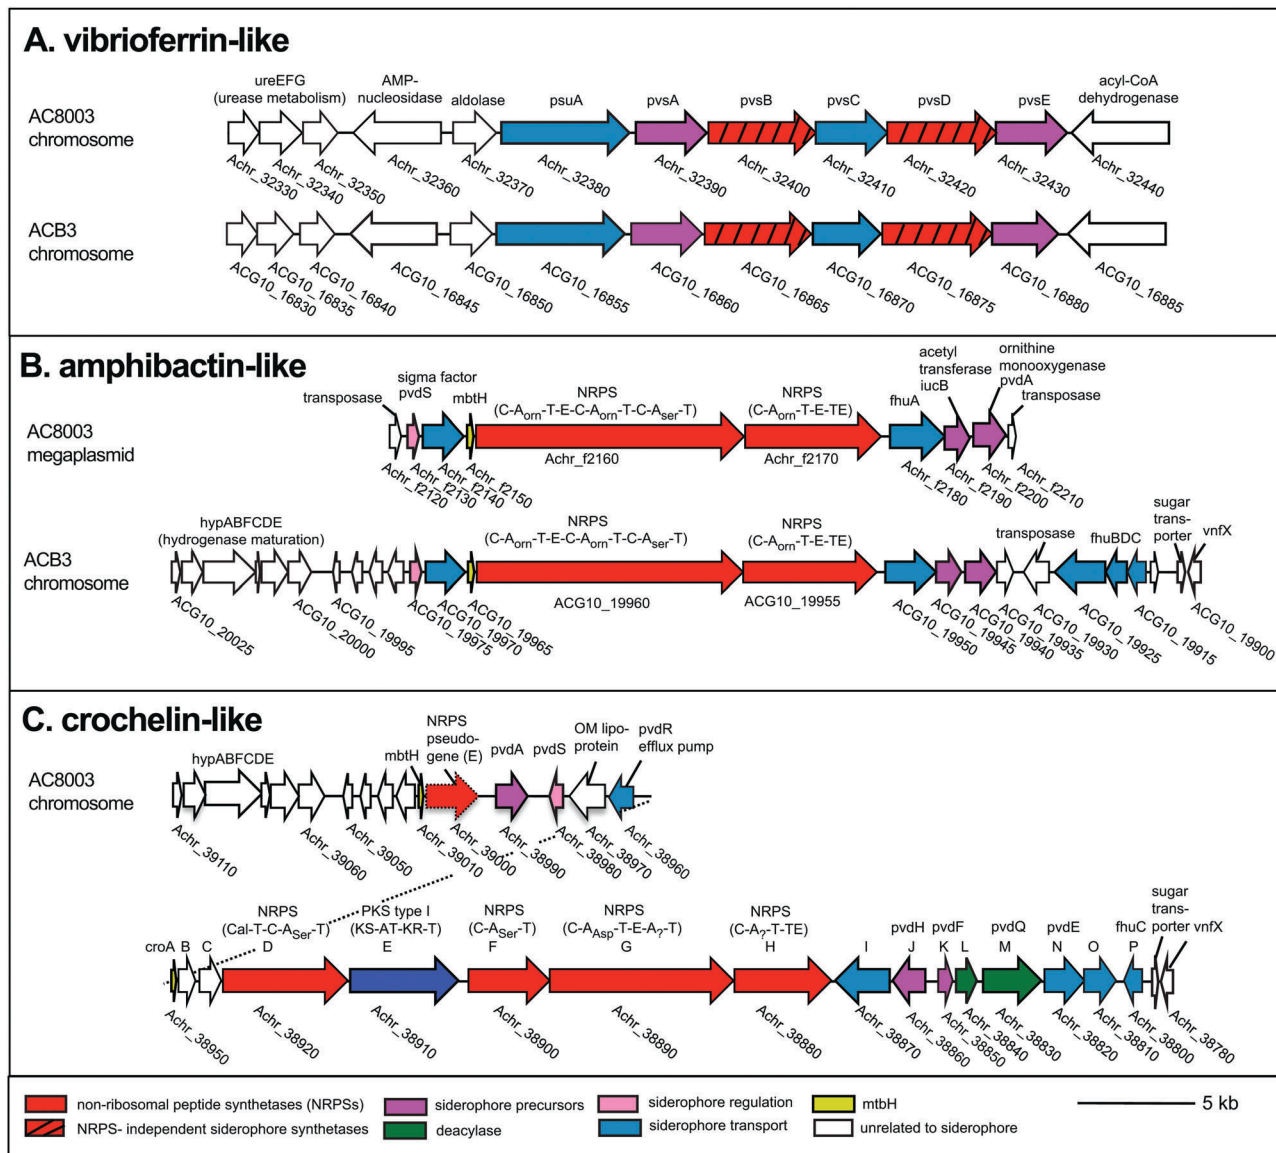 A. vibrioferrin-like
ureEFG
(urease metabolism)
AMP-
nucleosidase
aldolase
psuA
pvsA
pvsB
pvsC
pvsD
pvsE
acyl-CoA
dehydrogenase
AC8003
chromosome
Achr_32330
Achr_32340
Achr_32350
Achr_32360
Achr_32370
Achr_32380
Achr_32390
Achr_32400
Achr_32410
Achr_32420
Achr_32430
Achr_32440
ACB3
chromosome
ACG10_16830
ACG10_16835
ACG10_16840
ACG10_16845
ACG10_16850
ACG10_16855
ACG10_16860
ACG10_16865
ACG10_16870
ACG10_16875
ACG10_16880
ACG10_16885
B. amphibactin-like
transposase
sigma factor
pvdS
mbtH
NRPS
(C-Aorn-T-E-C-Aorn-T-C-Aser-T)
NRPS
(C-Aorn-T-E-TE)
fhuA
acetyl
transferase
iucB
ornithine
monooxygenase
pvdA
transposase
AC8003
megaplasmid
Achr_f2120
Achr_f2130
Achr_f2140
Achr_f2150
Achr_f2160
Achr_f2170
Achr_f2180
Achr_f2190
Achr_f2200
Achr_f2210
hypABFCDE
(hydrogenase maturation)
NRPS
(C-Aorn-T-E-C-Aorn-T-C-Aser-T)
NRPS
(C-Aorn-T-E-TE)
transposase
fhuBDC
sugar
trans-
porter
vnfX
ACB3
chromosome
ACG10_20025
ACG10_20000
ACG10_19995
ACG10_19975
ACG10_19970
ACG10_19965
ACG10_19960
ACG10_19955
ACG10_19950
ACG10_19945
ACG10_19940
ACG10_19935
ACG10_19930
ACG10_19925
ACG10_19915
ACG10_19900
C. crochelin-like
hypABFCDE
mbtH
NRPS
pseudo-
gene (E)
pvdA
pvdS
OM lipo-
protein
pvdR
efflux pump
AC8003
chromosome
Achr_39110
Achr_39060
Achr_39050
Achr_39010
Achr_39000
Achr_38990
Achr_38980
Achr_38970
Achr_38960
croA
B
C
NRPS
(Cal-T-C-ASer-T)
D
PKS type I
(KS-AT-KR-T)
E
NRPS
(C-ASer-T)
F
NRPS
(C-AAsp-T-E-A?-T)
G
NRPS
(C-A?-T-TE)
H
I
pvdH
J
pvdF
K
L
pvdQ
M
pvdE
N
O
fhuC
P
sugar
trans-
porter
vnfX
Achr_38950
Achr_38920
Achr_38910
Achr_38900
Achr_38890
Achr_38880
Achr_38870
Achr_38860
Achr_38850
Achr_38840
Achr_38830
Achr_38820
Achr_38810
Achr_38800
Achr_38780
non-ribosomal peptide synthetases (NRPSs)
siderophore precursors
siderophore regulation
mtbH
5 kb
NRPS- independent siderophore synthetases
deacylase
siderophore transport
unrelated to siderophore